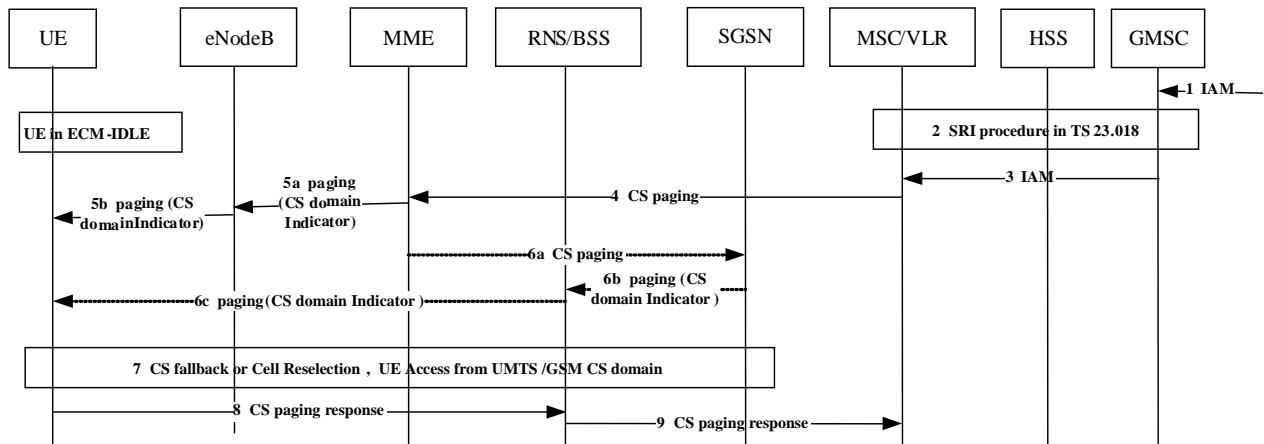 UE
eNodeB
MME
RNS/BSS
SGSN
MSC/VLR
HSS
GMSC
1 IAM
UE in ECM-IDLE
2 SRI procedure in TS 23.018
3 IAM
4 CS paging
5a paging
(CS domain
Indicator)
5b paging (CS
domainIndicator)
6a CS paging
6b paging (CS
domain Indicator )
6c paging (CS domain Indicator )
7 CS fallback or Cell Reselection , UE Access from UMTS /GSM CS domain
8 CS paging response
9 CS paging response